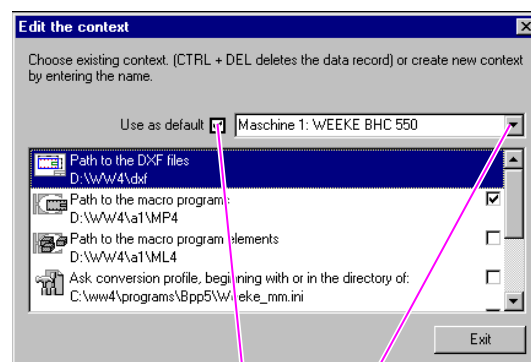 Edit the context
Choose existing context. (CTRL + DEL deletes the data record) or create new context
by entering the name.
Use as default Maschine 1: WEEKE BHC 550
Path to the DXF files
D:\WW4\dxf
Path to the macro programs
D:\WW4\a1\MP4
Path to the macro program elements
D:\WW4\a1\ML4
Ask conversion profile, beginning with or in the directory of:
C:\ww4\programs\Bpp5\Weeke_mm.ini
Exit